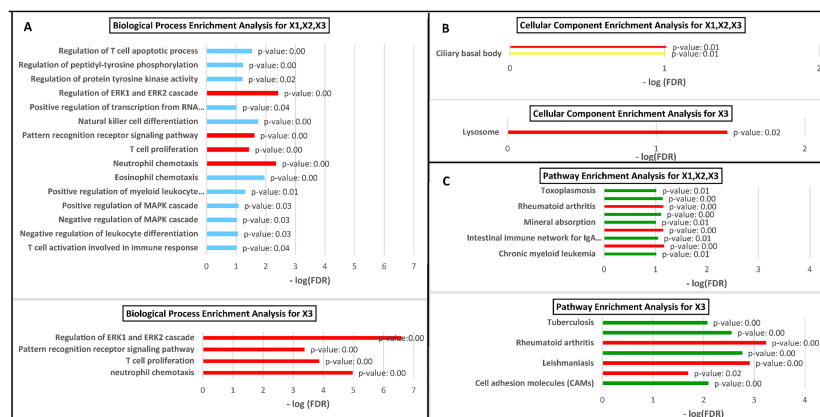 A
Biological Process Enrichment Analysis for X1,X2,X3
Regulation of T cell apoptotic process
p-value: 0.00
Regulation of peptidyl-tyrosine phosphorylation
p-value: 0.00
Regulation of protein tyrosine kinase activity
p-value: 0.02
Regulation of ERK1 and ERK2 cascade
p-value: 0.00
Positive regulation of transcription from RNA...
p-value: 0.04
Natural killer cell differentiation
p-value: 0.00
Pattern recognition receptor signaling pathway
p-value: 0.00
T cell proliferation
p-value: 0.00
Neutrophil chemotaxis
p-value: 0.00
Eosinophil chemotaxis
p-value: 0.00
Positive regulation of myeloid leukocyte...
p-value: 0.01
Positive regulation of MAPK cascade
p-value: 0.03
Negative regulation of MAPK cascade
p-value: 0.03
Negative regulation of leukocyte differentiation
p-value: 0.03
T cell activation involved in immune response
p-value: 0.04
0 1 2 3 4 5 6 7
- log(FDR)
Biological Process Enrichment Analysis for X3
Regulation of ERK1 and ERK2 cascade
p-value: 0.00
Pattern recognition receptor signaling pathway
p-value: 0.00
T cell proliferation
p-value: 0.00
neutrophil chemotaxis
p-value: 0.00
0 1 2 3 4 5 6 7
- log(FDR)
B
Cellular Component Enrichment Analysis for X1,X2,X3
p-value: 0.01
Ciliary basal body
p-value: 0.01
0 1 2
- log (FDR)
Cellular Component Enrichment Analysis for X3
Lysosome
p-value: 0.02
0 1 2
- log(FDR)
C
Pathway Enrichment Analysis for X1,X2,X3
Toxoplasmosis
p-value: 0.01
p-value: 0.00
Rheumatoid arthritis
p-value: 0.00
p-value: 0.00
Mineral absorption
p-value: 0.01
p-value: 0.00
Intestinal immune network for IgA...
p-value: 0.01
p-value: 0.00
Chronic myeloid leukemia
p-value: 0.01
0 1 2 3 4
- log(FDR)
Pathway Enrichment Analysis for X3
Tuberculosis
p-value: 0.00
p-value: 0.00
Rheumatoid arthritis
p-value: 0.00
p-value: 0.00
Leishmaniasis
p-value: 0.00
p-value: 0.02
Cell adhesion molecules (CAMs)
p-value: 0.00
0 1 2 3 4
- log(FDR)